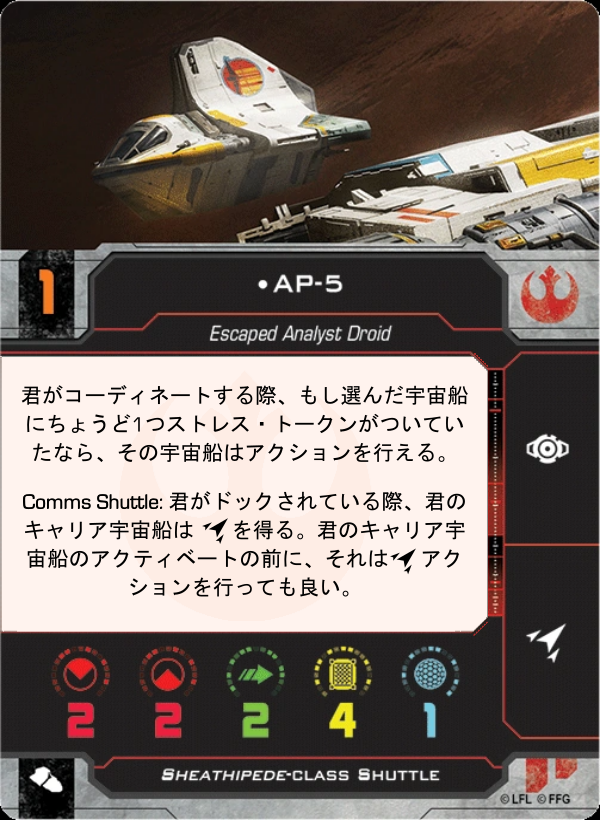 1
•AP-5
Escaped Analyst Droid
君がコーディネートする際、もし選んだ宇宙船
にちょうど1つストレス・トークンがついてい
たなら、その宇宙船はアクションを行える。
Comms Shuttle: 君がドックされている際、君の
キャリア宇宙船は を得る。君のキャリア宇
宙船のアクティベートの前に、それは アク
ションを行っても良い。
2 2 2 4 1
Sheathipede-class Shuttle
©LFL ©FFG